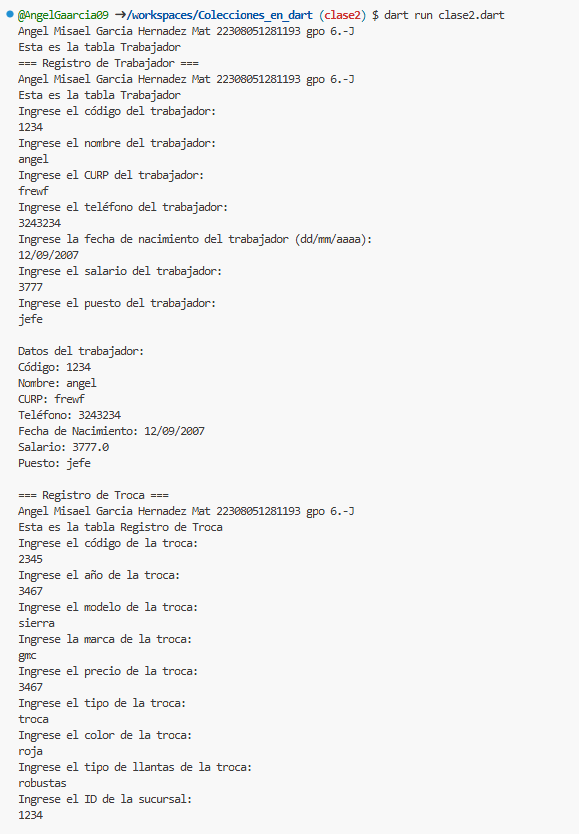 @AngelGaarcia09 →/workspaces/Colecciones_en_dart (clase2) $ dart run clase2.dart
Angel Misael Garcia Hernadez Mat 22308051281193 gpo 6.-J
Esta es la tabla Trabajador
=== Registro de Trabajador ===
Angel Misael Garcia Hernadez Mat 22308051281193 gpo 6.-J
Esta es la tabla Trabajador
Ingrese el código del trabajador:
1234
Ingrese el nombre del trabajador:
angel
Ingrese el CURP del trabajador:
frewf
Ingrese el teléfono del trabajador:
3243234
Ingrese la fecha de nacimiento del trabajador (dd/mm/aaaa):
12/09/2007
Ingrese el salario del trabajador:
3777
Ingrese el puesto del trabajador:
jefe

Datos del trabajador:
Código: 1234
Nombre: angel
CURP: frewf
Teléfono: 3243234
Fecha de Nacimiento: 12/09/2007
Salario: 3777.0
Puesto: jefe

=== Registro de Troca ===
Angel Misael Garcia Hernadez Mat 22308051281193 gpo 6.-J
Esta es la tabla Registro de Troca
Ingrese el código de la troca:
2345
Ingrese el año de la troca:
3467
Ingrese el modelo de la troca:
sierra
Ingrese la marca de la troca:
gmc
Ingrese el precio de la troca:
3467
Ingrese el tipo de la troca:
troca
Ingrese el color de la troca:
roja
Ingrese el tipo de llantas de la troca:
robustas
Ingrese el ID de la sucursal:
1234